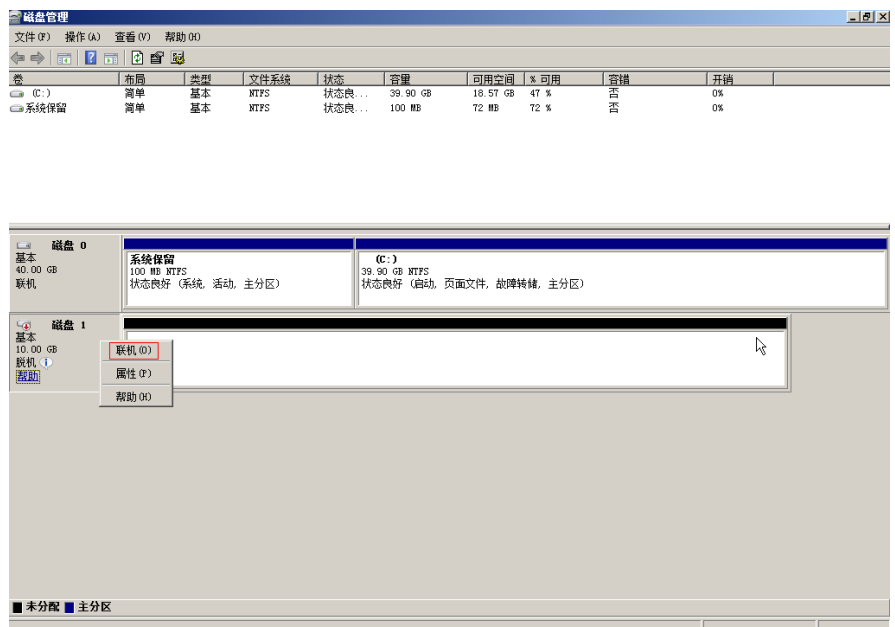 磁盘管理
文件(F) 操作(A) 查看(V) 帮助(H)
卷 布局 类型 文件系统 状态 容量 可用空间 % 可用 容错 开销
(C:) 简单 基本 NTFS 状态良... 39.90 GB 18.57 GB 47 % 否 0%
系统保留 简单 基本 NTFS 状态良... 100 MB 72 MB 72 % 否 0%
磁盘 0
基本
40.00 GB
联机
系统保留
100 MB NTFS
状态良好 (系统, 活动, 主分区)
(C:)
39.90 GB NTFS
状态良好 (启动, 页面文件, 故障转储, 主分区)
磁盘 1
基本
10.00 GB
脱机
帮助
联机(O)
属性(P)
帮助(H)
未分配 主分区